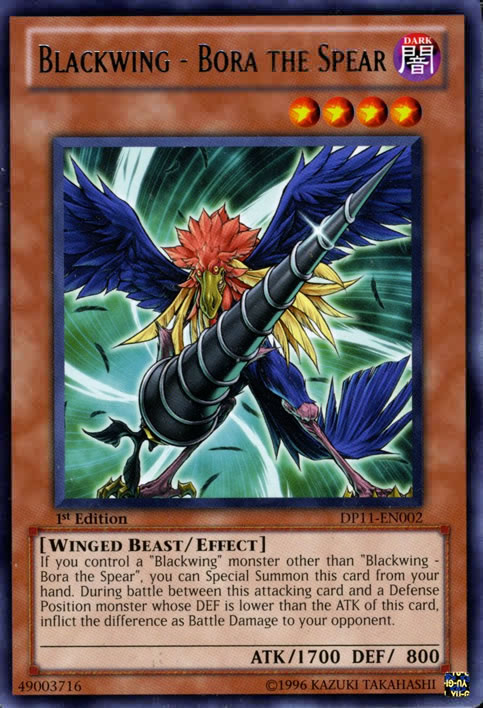 BLACKWING - BORA THE SPEAR
DARK
闇
1st Edition
DP11-EN002
[WINGED BEAST/EFFECT]
If you control a "Blackwing" monster other than "Blackwing -
Bora the Spear", you can Special Summon this card from your
hand. During battle between this attacking card and a Defense
Position monster whose DEF is lower than the ATK of this card,
inflict the difference as Battle Damage to your opponent.
ATK/1700 DEF/ 800
49003716
©1996 KAZUKI TAKAHASHI